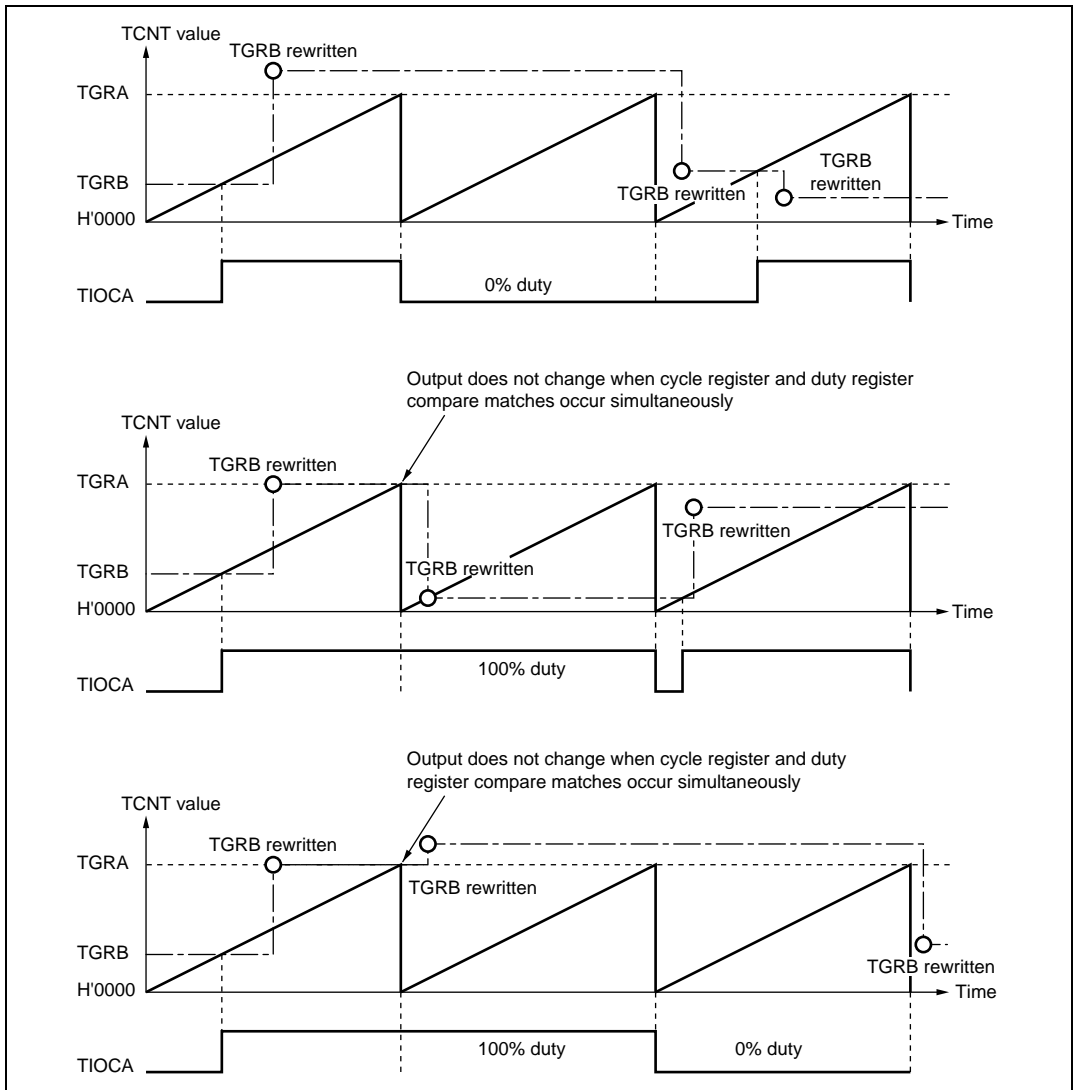 TCNT value
TGRB rewritten
TGRA
TGRB
rewritten
TGRB
TGRB rewritten
H'0000
Time
0% duty
TIOCA
Output does not change when cycle register and duty register
compare matches occur simultaneously
TCNT value
TGRB rewritten
TGRA
TGRB rewritten
TGRB rewritten
TGRB
H'0000
Time
100% duty
TIOCA
Output does not change when cycle register and duty
register compare matches occur simultaneously
TCNT value
TGRB rewritten
TGRA
TGRB rewritten
TGRB
TGRB rewritten
H'0000
Time
100% duty
0% duty
TIOCA